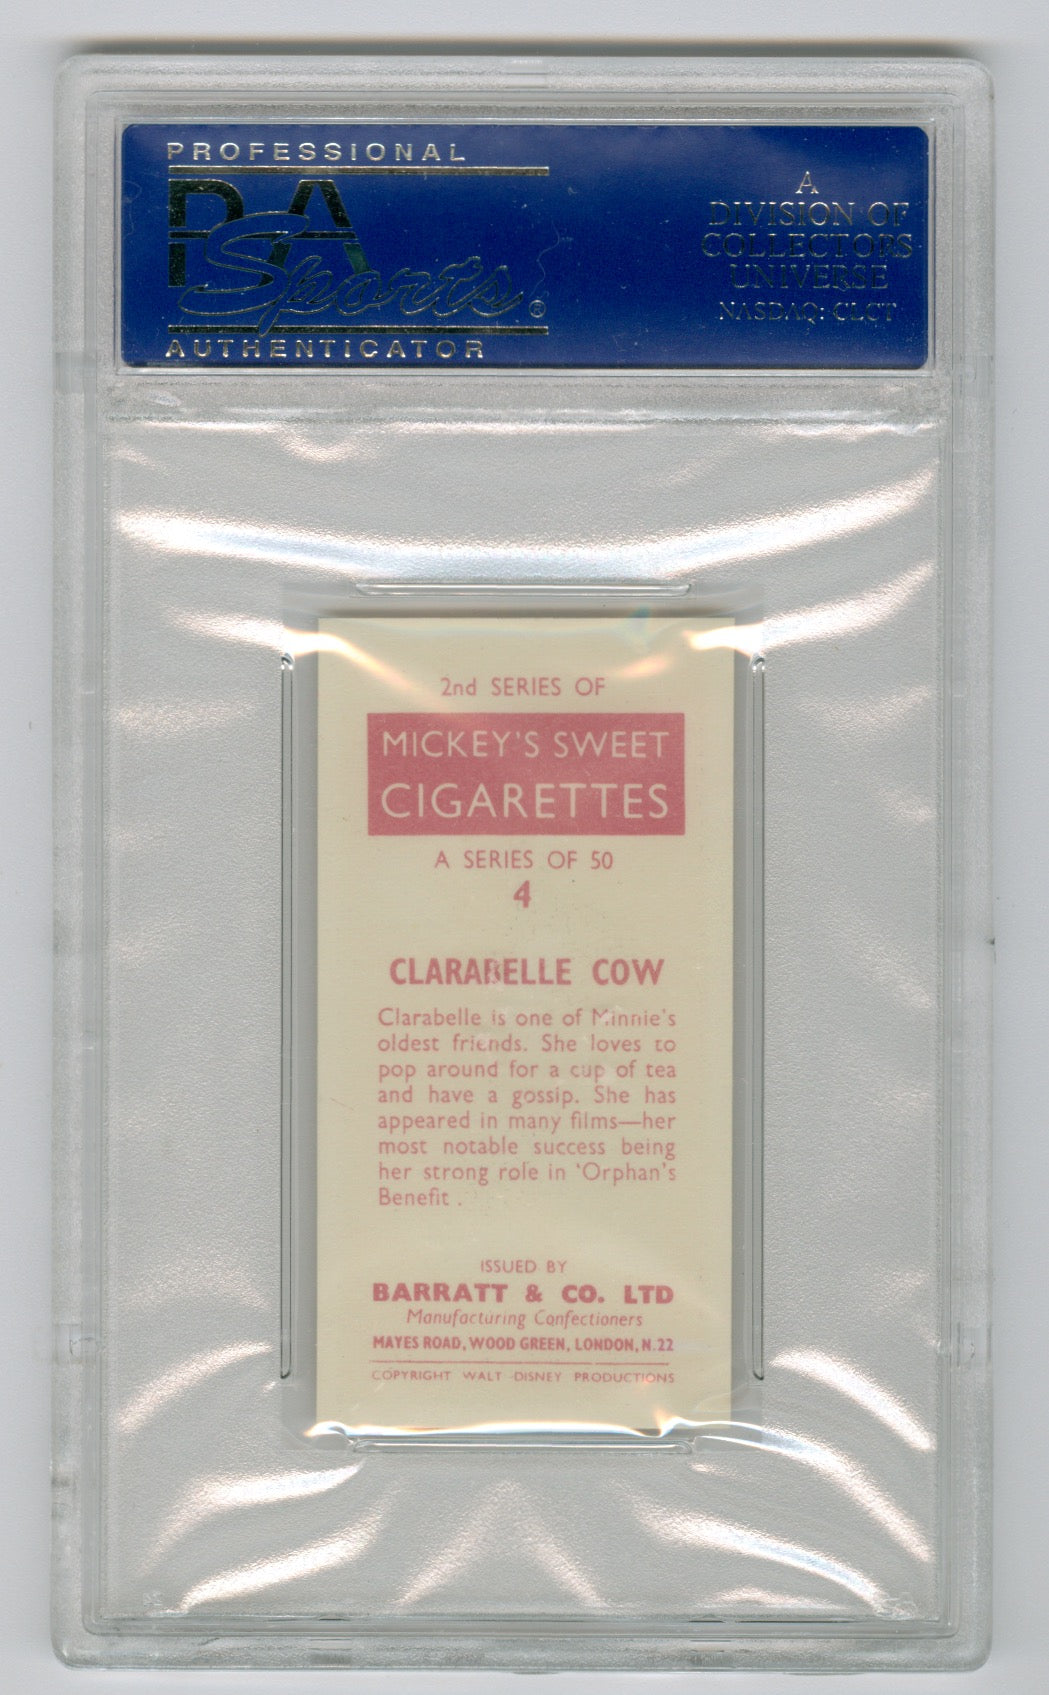 PROFESSIONAL
PSA
Sports®
AUTHENTICATOR
A
DIVISION OF
COLLECTORS
UNIVERSE
NASDAQ: CLCT
2nd SERIES OF
MICKEY'S SWEET
CIGARETTES
A SERIES OF 50
4
CLARABELLE COW
Clarabelle is one of Minnie's
oldest friends. She loves to
pop around for a cup of tea
and have a gossip. She has
appeared in many films—her
most notable success being
her strong role in 'Orphan's
Benefit .
ISSUED BY
BARRATT & CO. LTD
Manufacturing Confectioners
MAYES ROAD, WOOD GREEN, LONDON, N.22
COPYRIGHT WALT DISNEY PRODUCTIONS